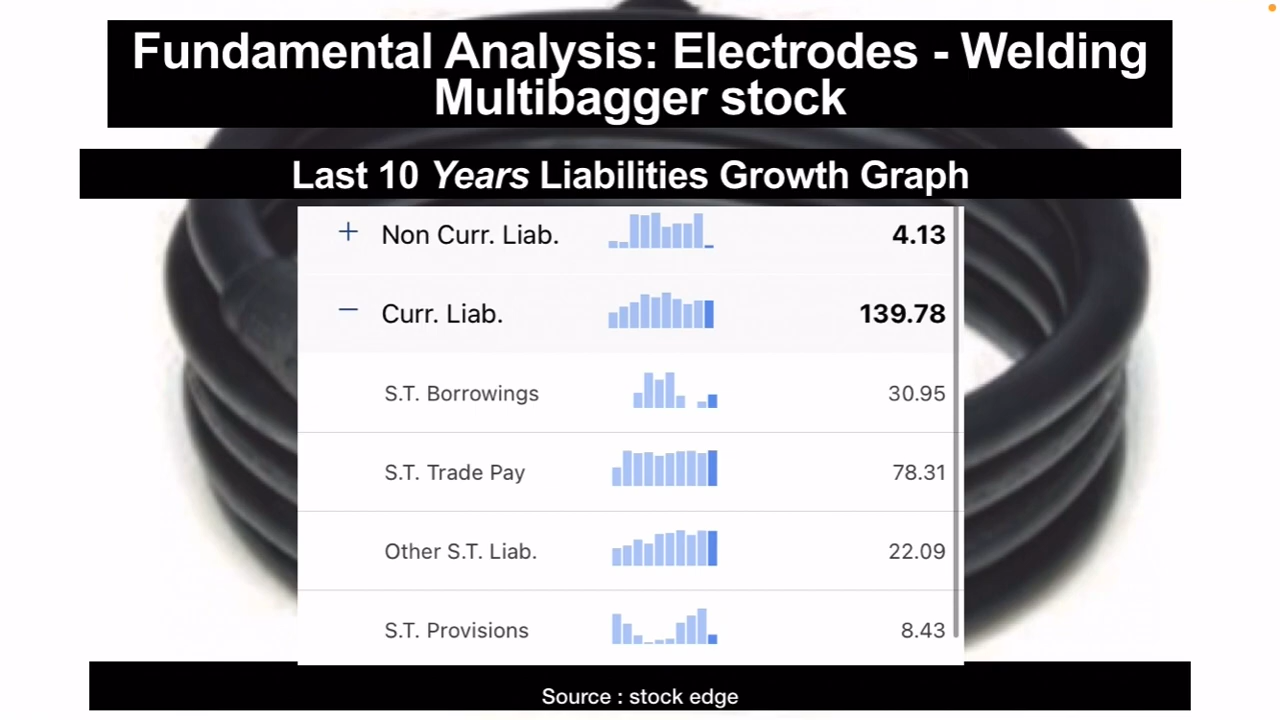 Fundamental Analysis: Electrodes - Welding
Multibagger stock
Last 10 Years Liabilities Growth Graph
+ Non Curr. Liab. 4.13
− Curr. Liab. 139.78
S.T. Borrowings 30.95
S.T. Trade Pay 78.31
Other S.T. Liab. 22.09
S.T. Provisions 8.43
Source : stock edge